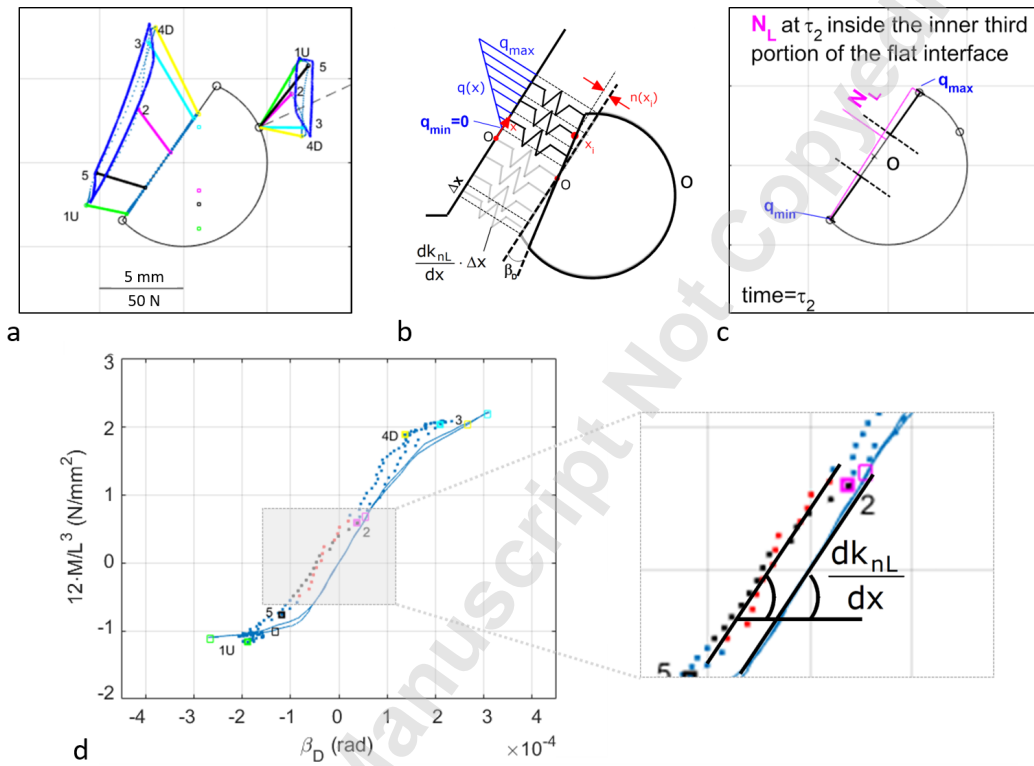 3
4D
2
5
1U
1U
5
2
3
4D
5 mm
50 N
a
q_max
q(x)
q_min=0
n(x_i)
O
x
x_i
O
O
Δx
dk_nL/dx · Δx
β_D
b
N_L at τ_2 inside the inner third
portion of the flat interface
q_max
N_L
O
q_min
time=τ_2
c
Manuscript Not Copyedi
3
2
1
0
-1
-2
12·M/L^3 (N/mm^2)
4D
3
2
5
1U
-4 -3 -2 -1 0 1 2 3 4
β_D (rad)
×10^-4
d
2
dk_nL
dx
5